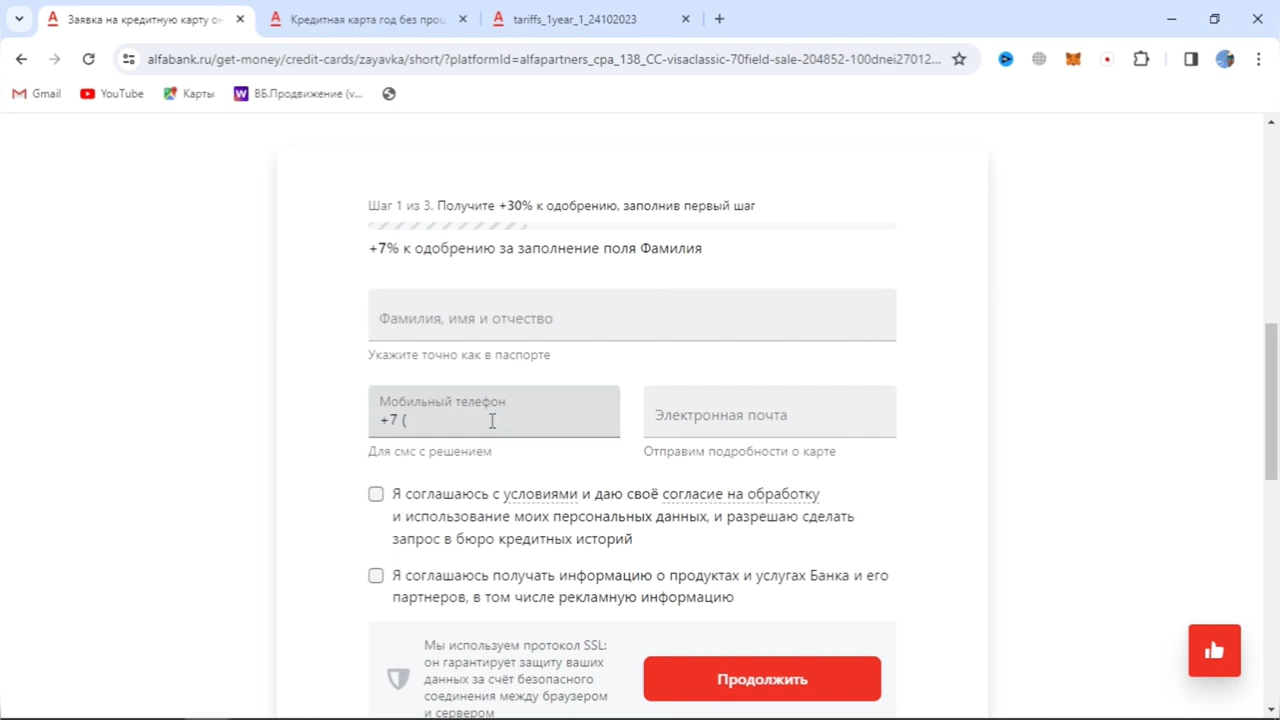 Заявка на кредитную карту он
Кредитная карта год без проц
tariffs_1year_1_24102023
alfabank.ru/get-money/credit-cards/zayavka/short/?platformId=alfapartners_cpa_138_CC-visaclassic-70field-sale-204852-100dnei27012...
Gmail
YouTube
Карты
ВБ.Продвижение (v...
Шаг 1 из 3. Получите +30% к одобрению, заполнив первый шаг
+7% к одобрению за заполнение поля Фамилия
Фамилия, имя и отчество
Укажите точно как в паспорте
Мобильный телефон
+7 (
Электронная почта
Для смс с решением
Отправим подробности о карте
Я соглашаюсь с условиями и даю своё согласие на обработку
и использование моих персональных данных, и разрешаю сделать
запрос в бюро кредитных историй
Я соглашаюсь получать информацию о продуктах и услугах Банка и его
партнеров, в том числе рекламную информацию
Мы используем протокол SSL:
он гарантирует защиту ваших
данных за счёт безопасного
соединения между браузером
и сервером
Продолжить